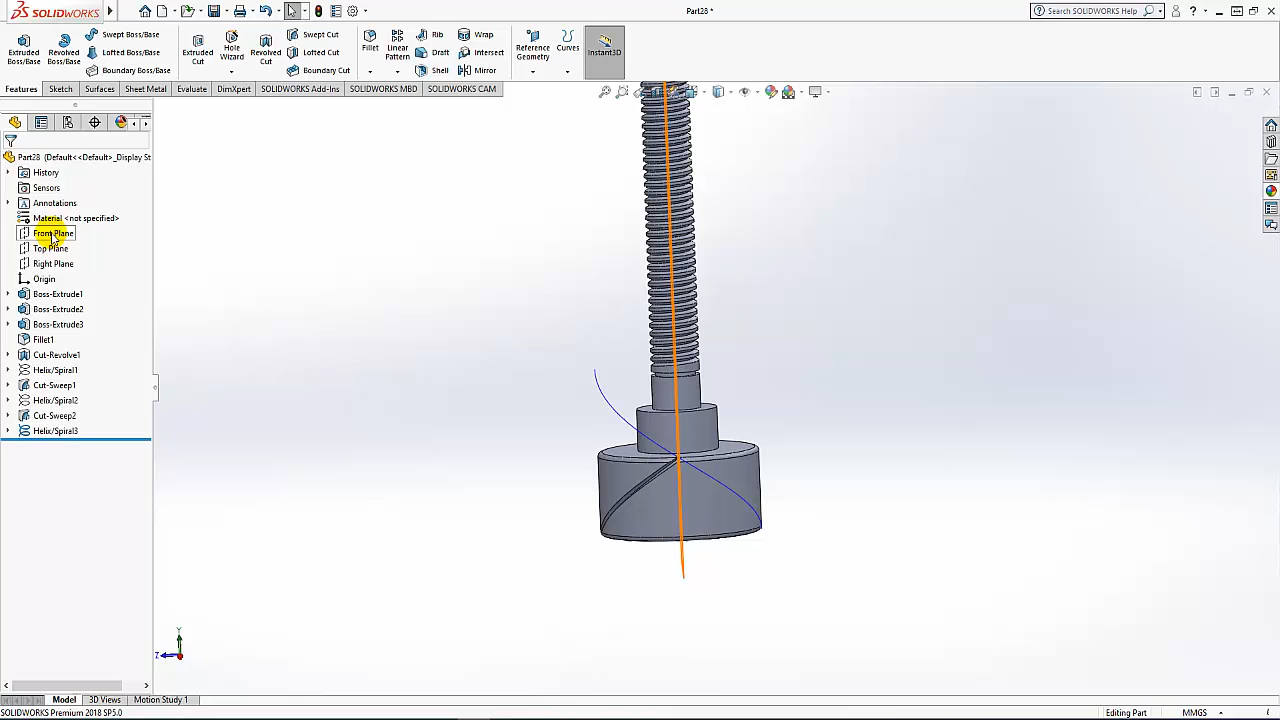 SOLIDWORKS
Part28 *
Search SOLIDWORKS Help
Extruded Boss/Base
Revolved Boss/Base
Swept Boss/Base
Lofted Boss/Base
Boundary Boss/Base
Extruded Cut
Hole Wizard
Revolved Cut
Swept Cut
Lofted Cut
Boundary Cut
Fillet
Linear Pattern
Rib
Draft
Shell
Wrap
Intersect
Mirror
Reference Geometry
Curves
Instant3D
Features
Sketch
Surfaces
Sheet Metal
Evaluate
DimXpert
SOLIDWORKS Add-Ins
SOLIDWORKS MBD
SOLIDWORKS CAM
Part28 (Default<<Default>_Display St
History
Sensors
Annotations
Material <not specified>
Front Plane
Top Plane
Right Plane
Origin
Boss-Extrude1
Boss-Extrude2
Boss-Extrude3
Fillet1
Cut-Revolve1
Helix/Spiral1
Cut-Sweep1
Helix/Spiral2
Cut-Sweep2
Helix/Spiral3
Y
Z
Model
3D Views
Motion Study 1
SOLIDWORKS Premium 2018 SP5.0
Editing Part
MMGS